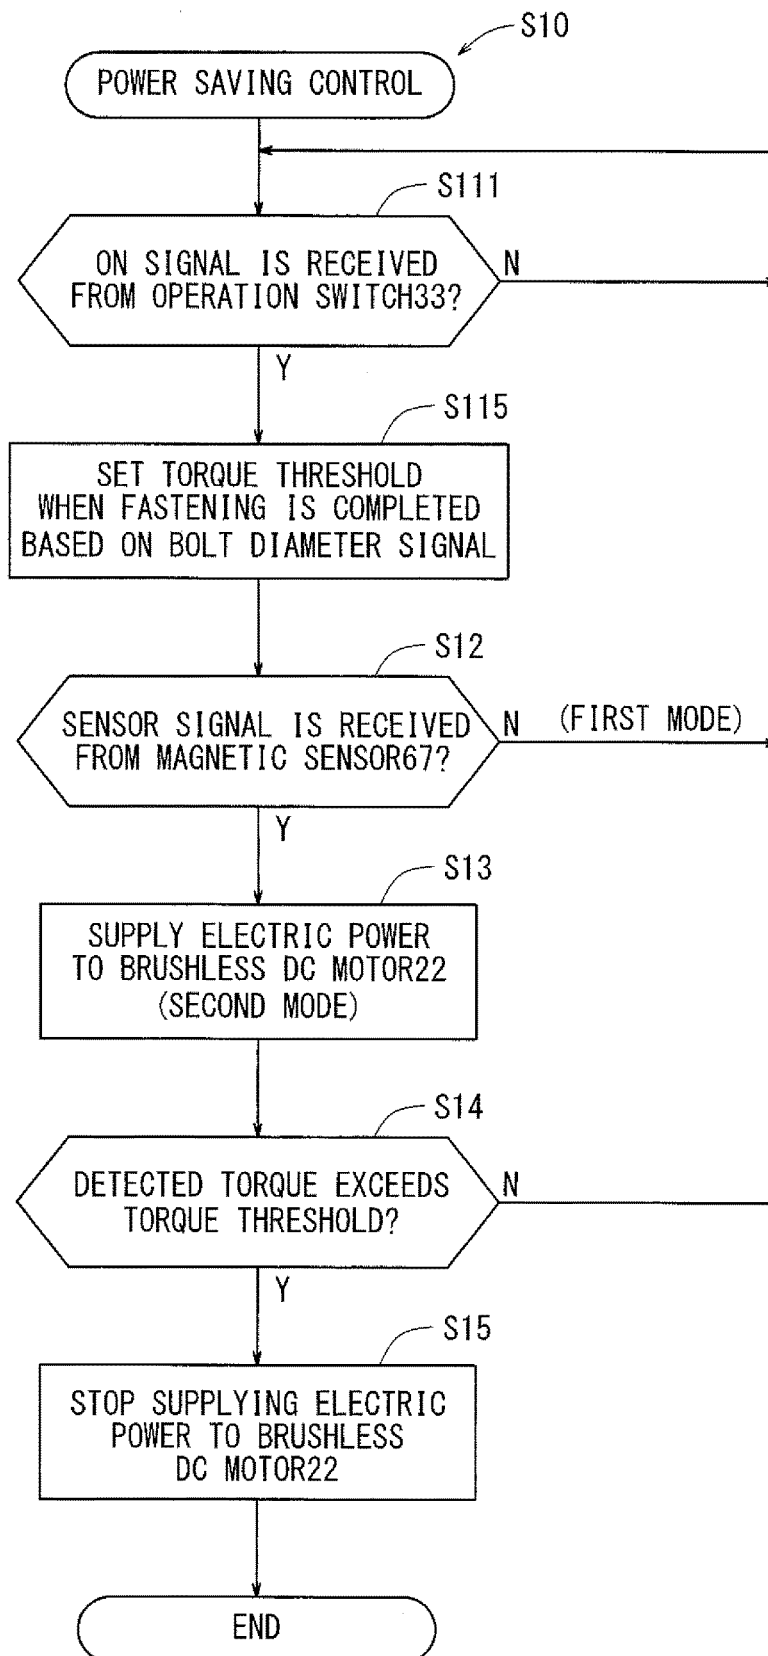 S10
POWER SAVING CONTROL
S111
ON SIGNAL IS RECEIVED
FROM OPERATION SWITCH33?
N
Y
S115
SET TORQUE THRESHOLD
WHEN FASTENING IS COMPLETED
BASED ON BOLT DIAMETER SIGNAL
S12
SENSOR SIGNAL IS RECEIVED
FROM MAGNETIC SENSOR67?
N (FIRST MODE)
Y
S13
SUPPLY ELECTRIC POWER
TO BRUSHLESS DC MOTOR22
(SECOND MODE)
S14
DETECTED TORQUE EXCEEDS
TORQUE THRESHOLD?
N
Y
S15
STOP SUPPLYING ELECTRIC
POWER TO BRUSHLESS
DC MOTOR22
END